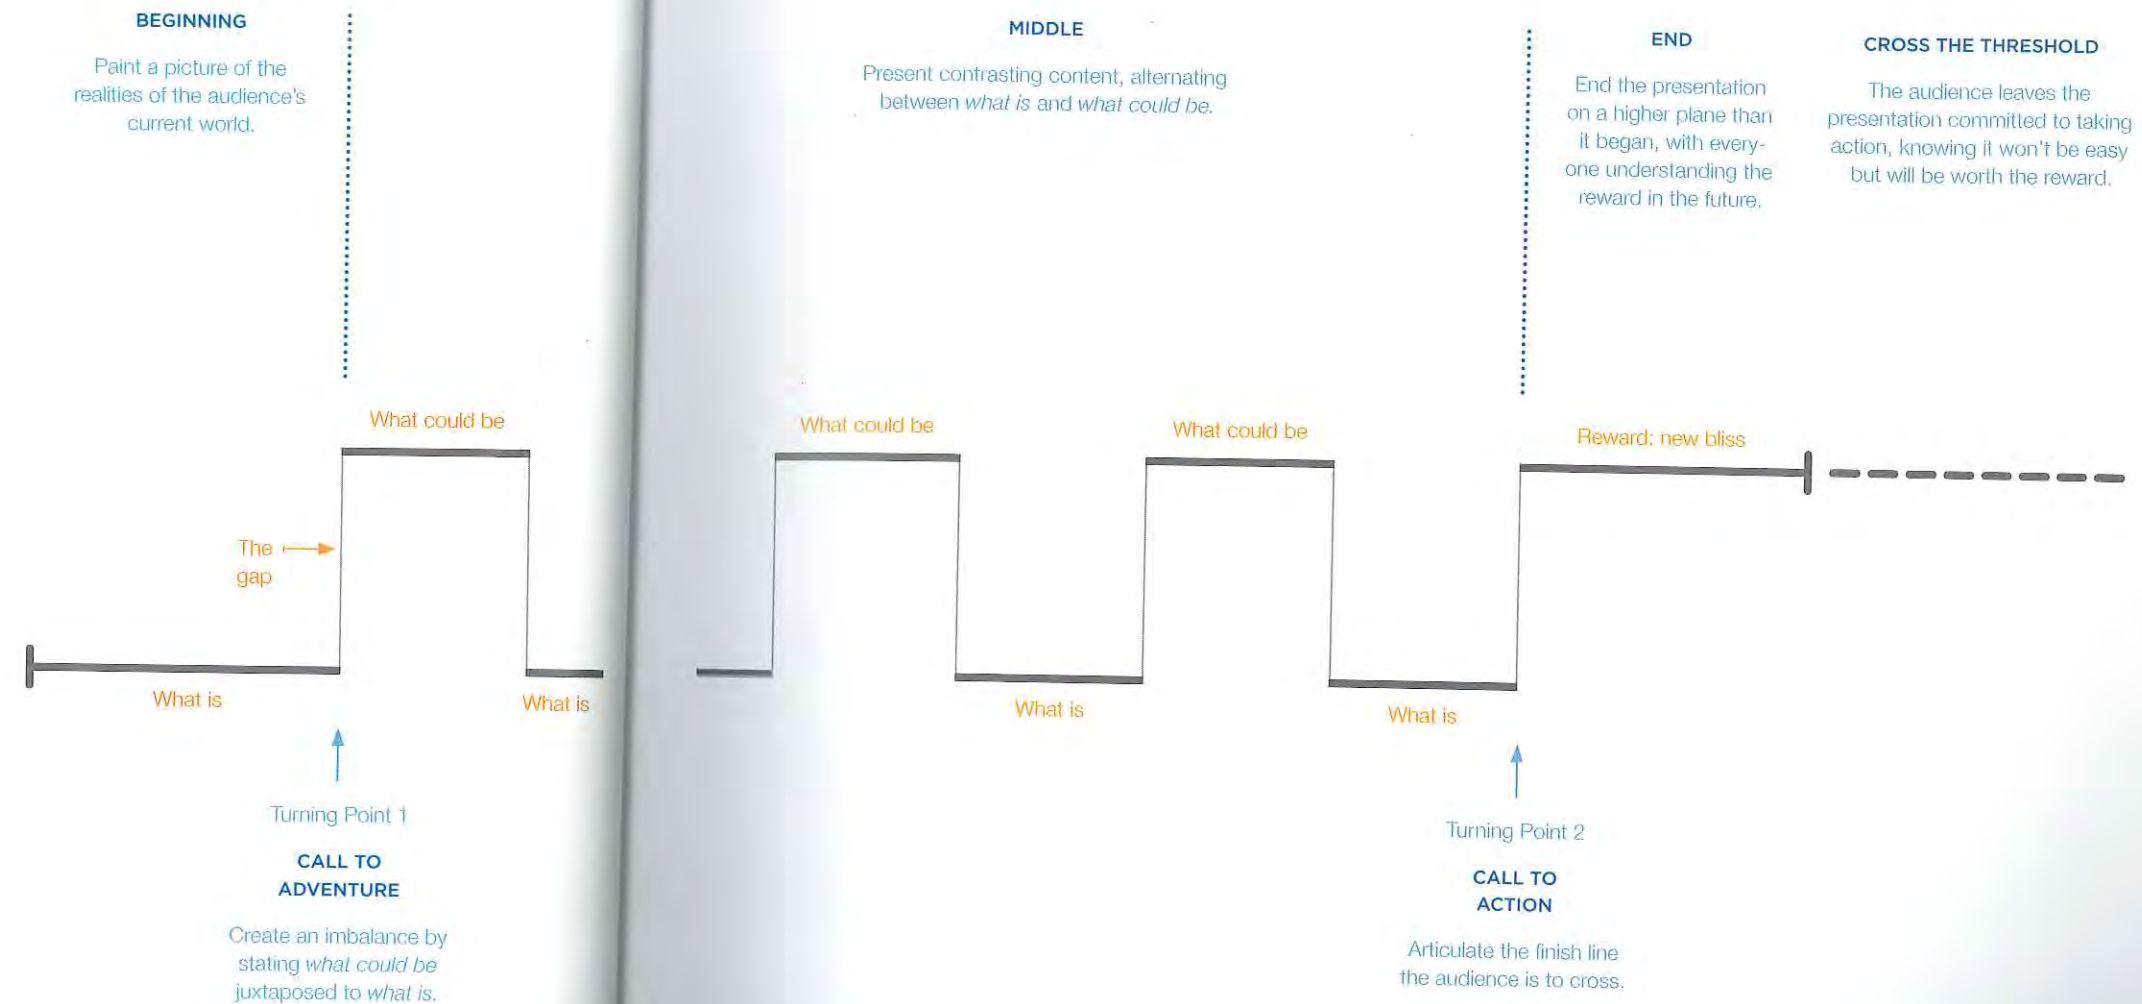 BEGINNING
Paint a picture of the
realities of the audience's
current world.
MIDDLE
Present contrasting content, alternating
between what is and what could be.
END
End the presentation
on a higher plane than
it began, with every-
one understanding the
reward in the future.
CROSS THE THRESHOLD
The audience leaves the
presentation committed to taking
action, knowing it won't be easy
but will be worth the reward.
What could be
What could be
What could be
Reward: new bliss
The
gap
What is
What is
What is
What is
Turning Point 1
CALL TO
ADVENTURE
Create an imbalance by
stating what could be
juxtaposed to what is.
Turning Point 2
CALL TO
ACTION
Articulate the finish line
the audience is to cross.